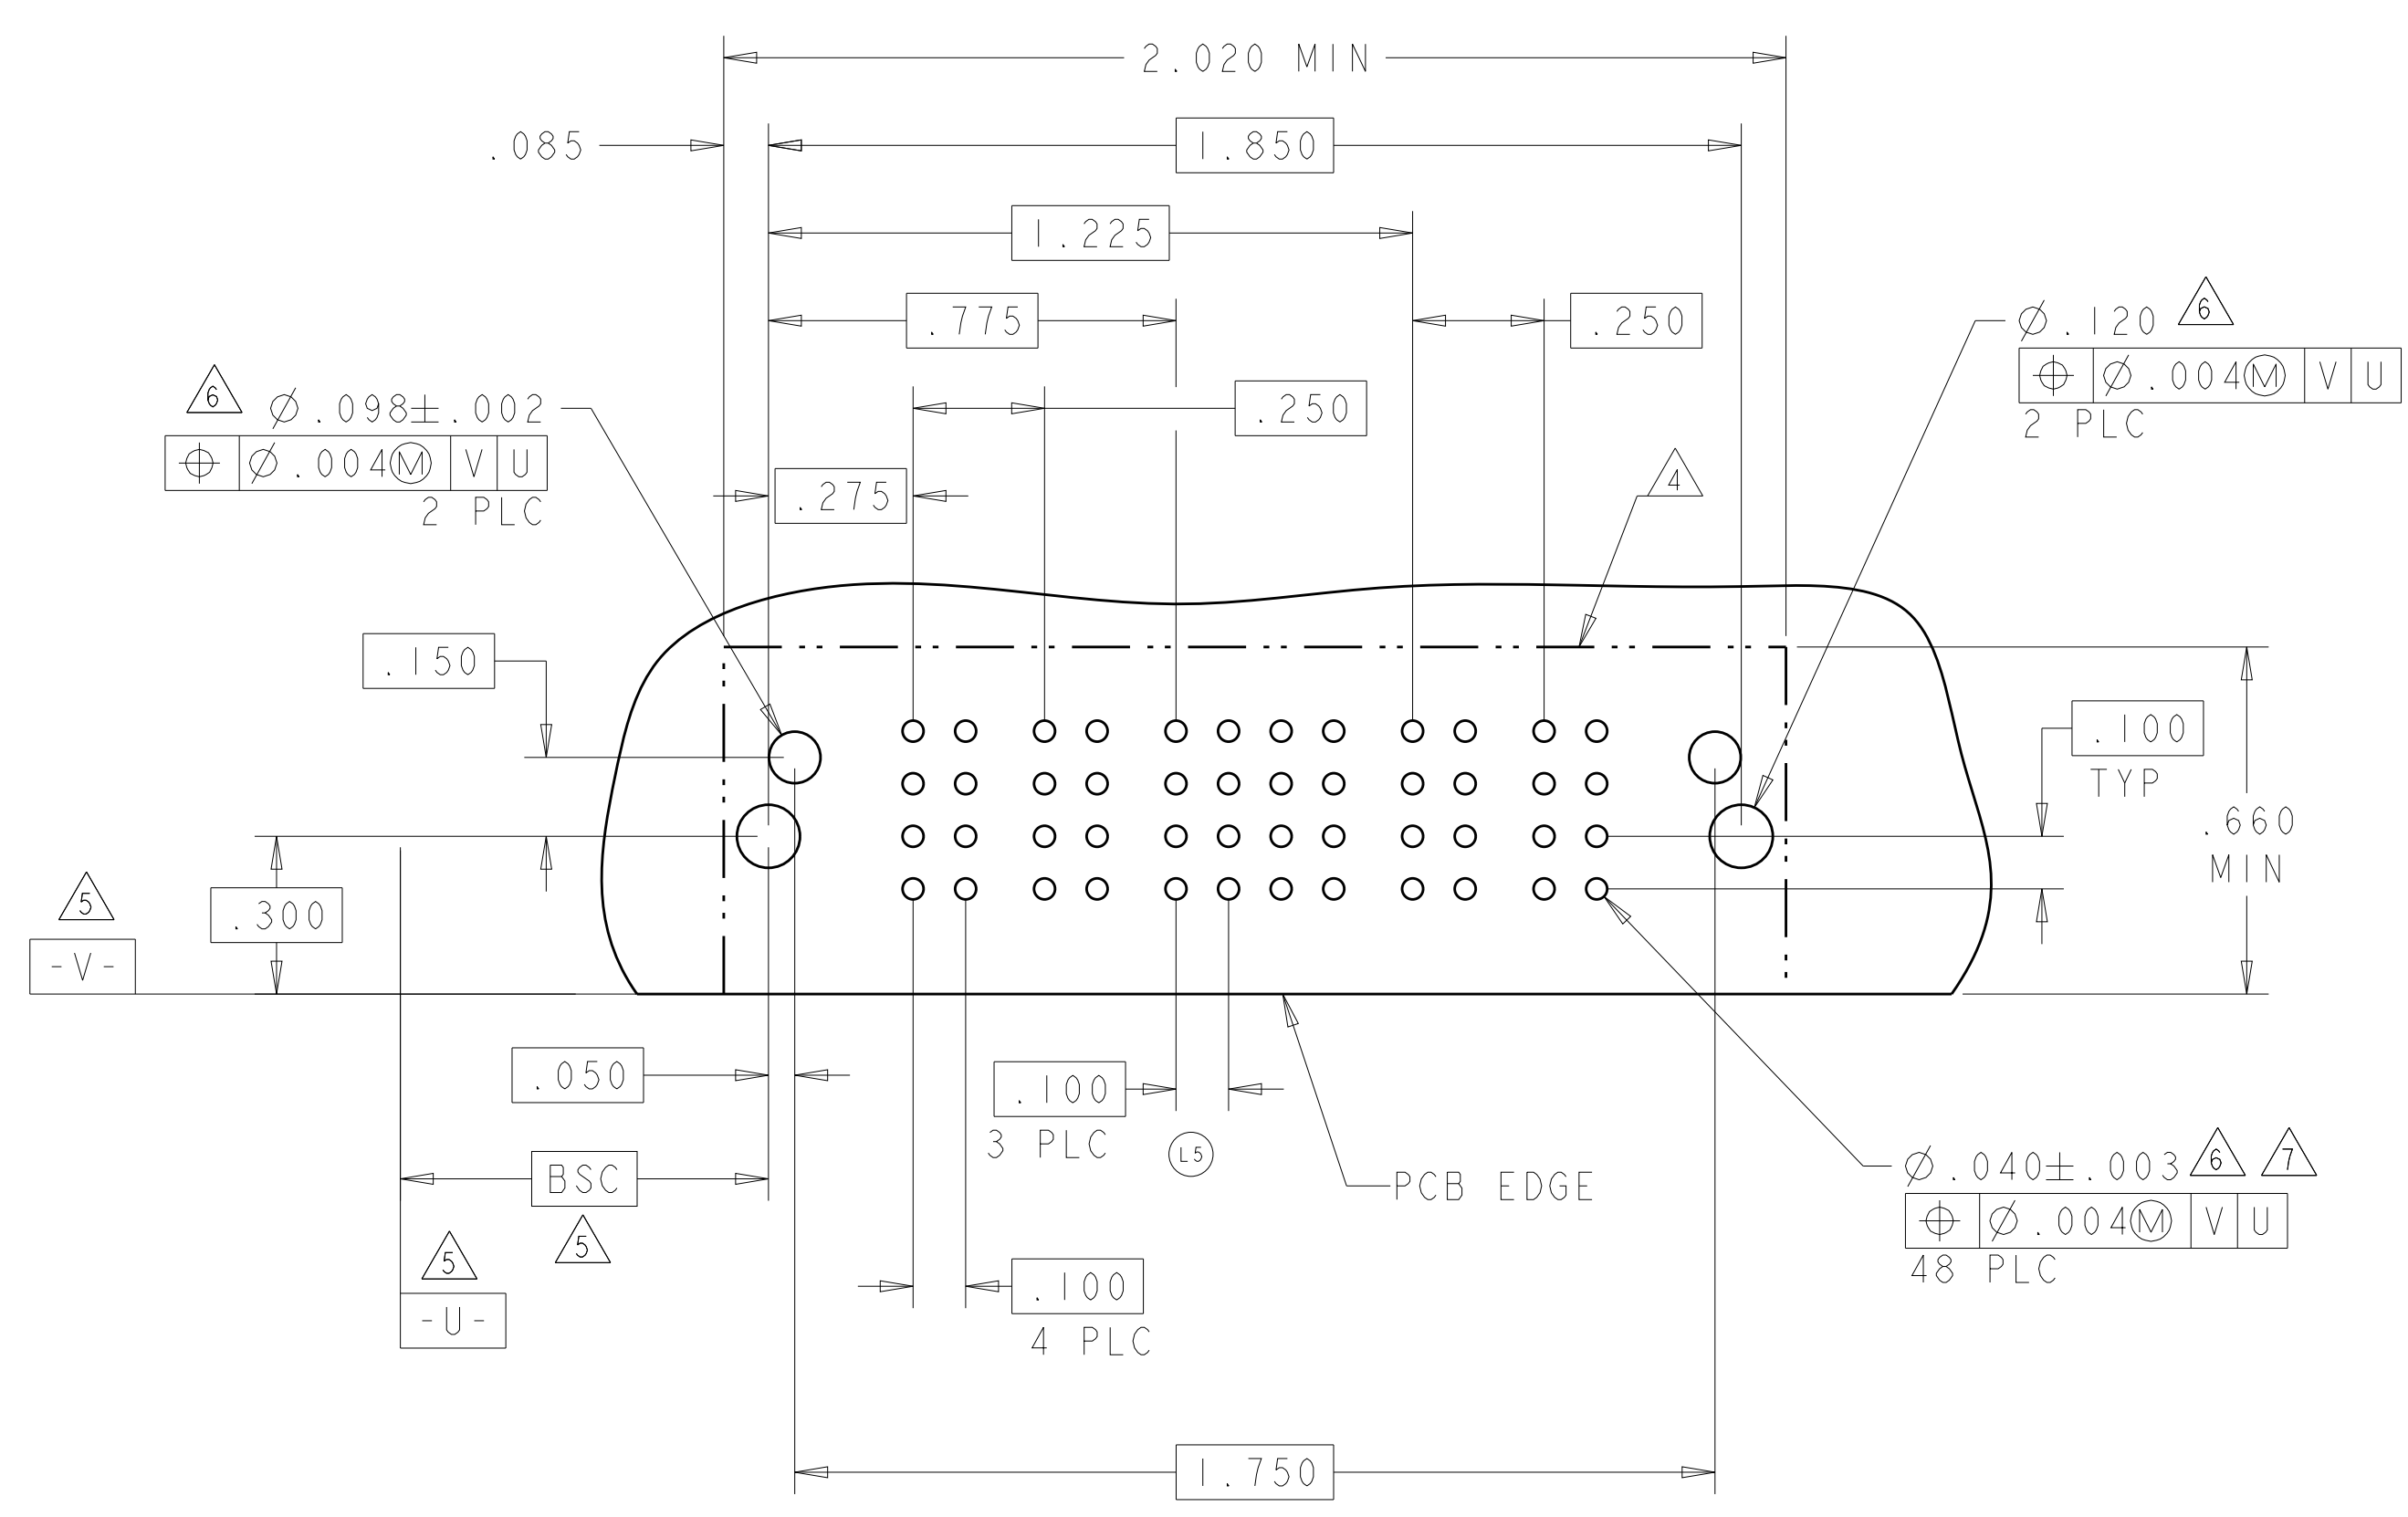 2.020 MIN
.085
1.850
1.225
.775
.250
6
Ø.120
⌖ Ø.004Ⓜ V U
2 PLC
.250
6
Ø.098±.002
⌖ Ø.004Ⓜ V U
2 PLC
.275
4
.150
.100
TYP
.660
MIN
5
-V-
.300
.050
.100
3 PLC
L5
BSC
5
PCB EDGE
Ø.040±.003
6
7
⌖ Ø.004Ⓜ V U
48 PLC
5
-U-
.100
4 PLC
1.750